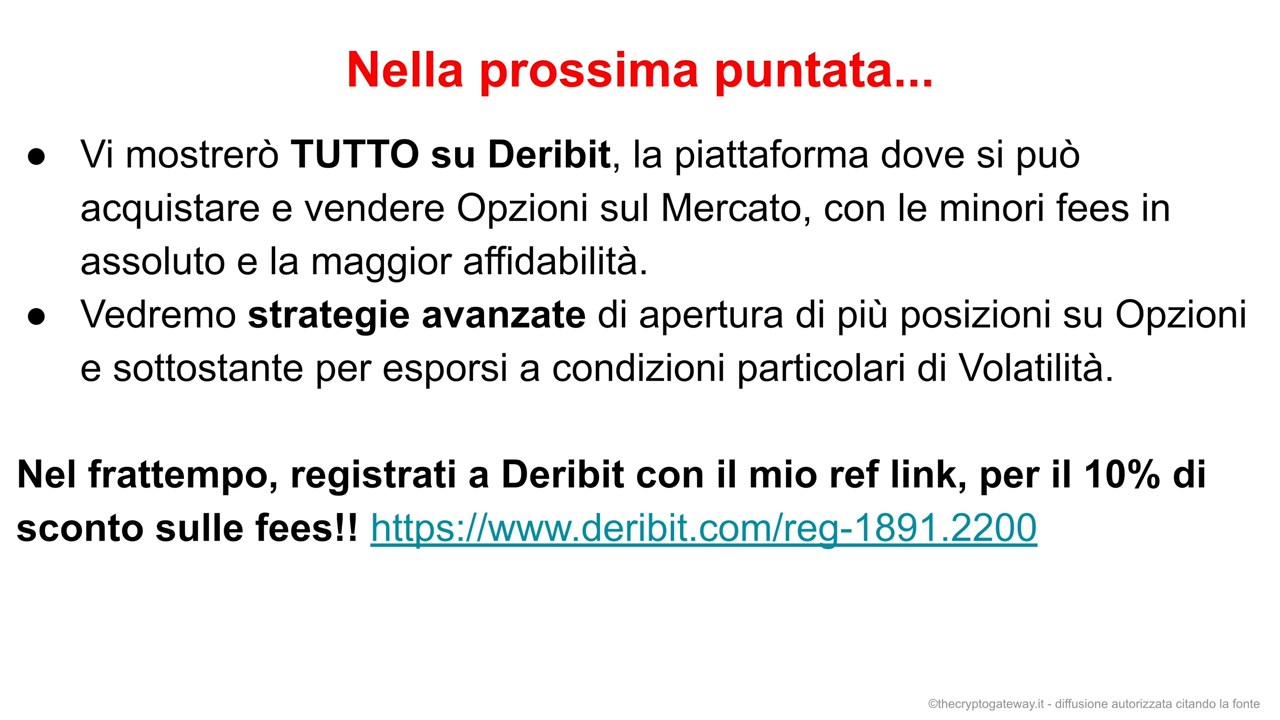 Nella prossima puntata...
● Vi mostrerò TUTTO su Deribit, la piattaforma dove si può
acquistare e vendere Opzioni sul Mercato, con le minori fees in
assoluto e la maggior affidabilità.
● Vedremo strategie avanzate di apertura di più posizioni su Opzioni
e sottostante per esporsi a condizioni particolari di Volatilità.
Nel frattempo, registrati a Deribit con il mio ref link, per il 10% di
sconto sulle fees!! https://www.deribit.com/reg-1891.2200
©thecryptogateway.it - diffusione autorizzata citando la fonte